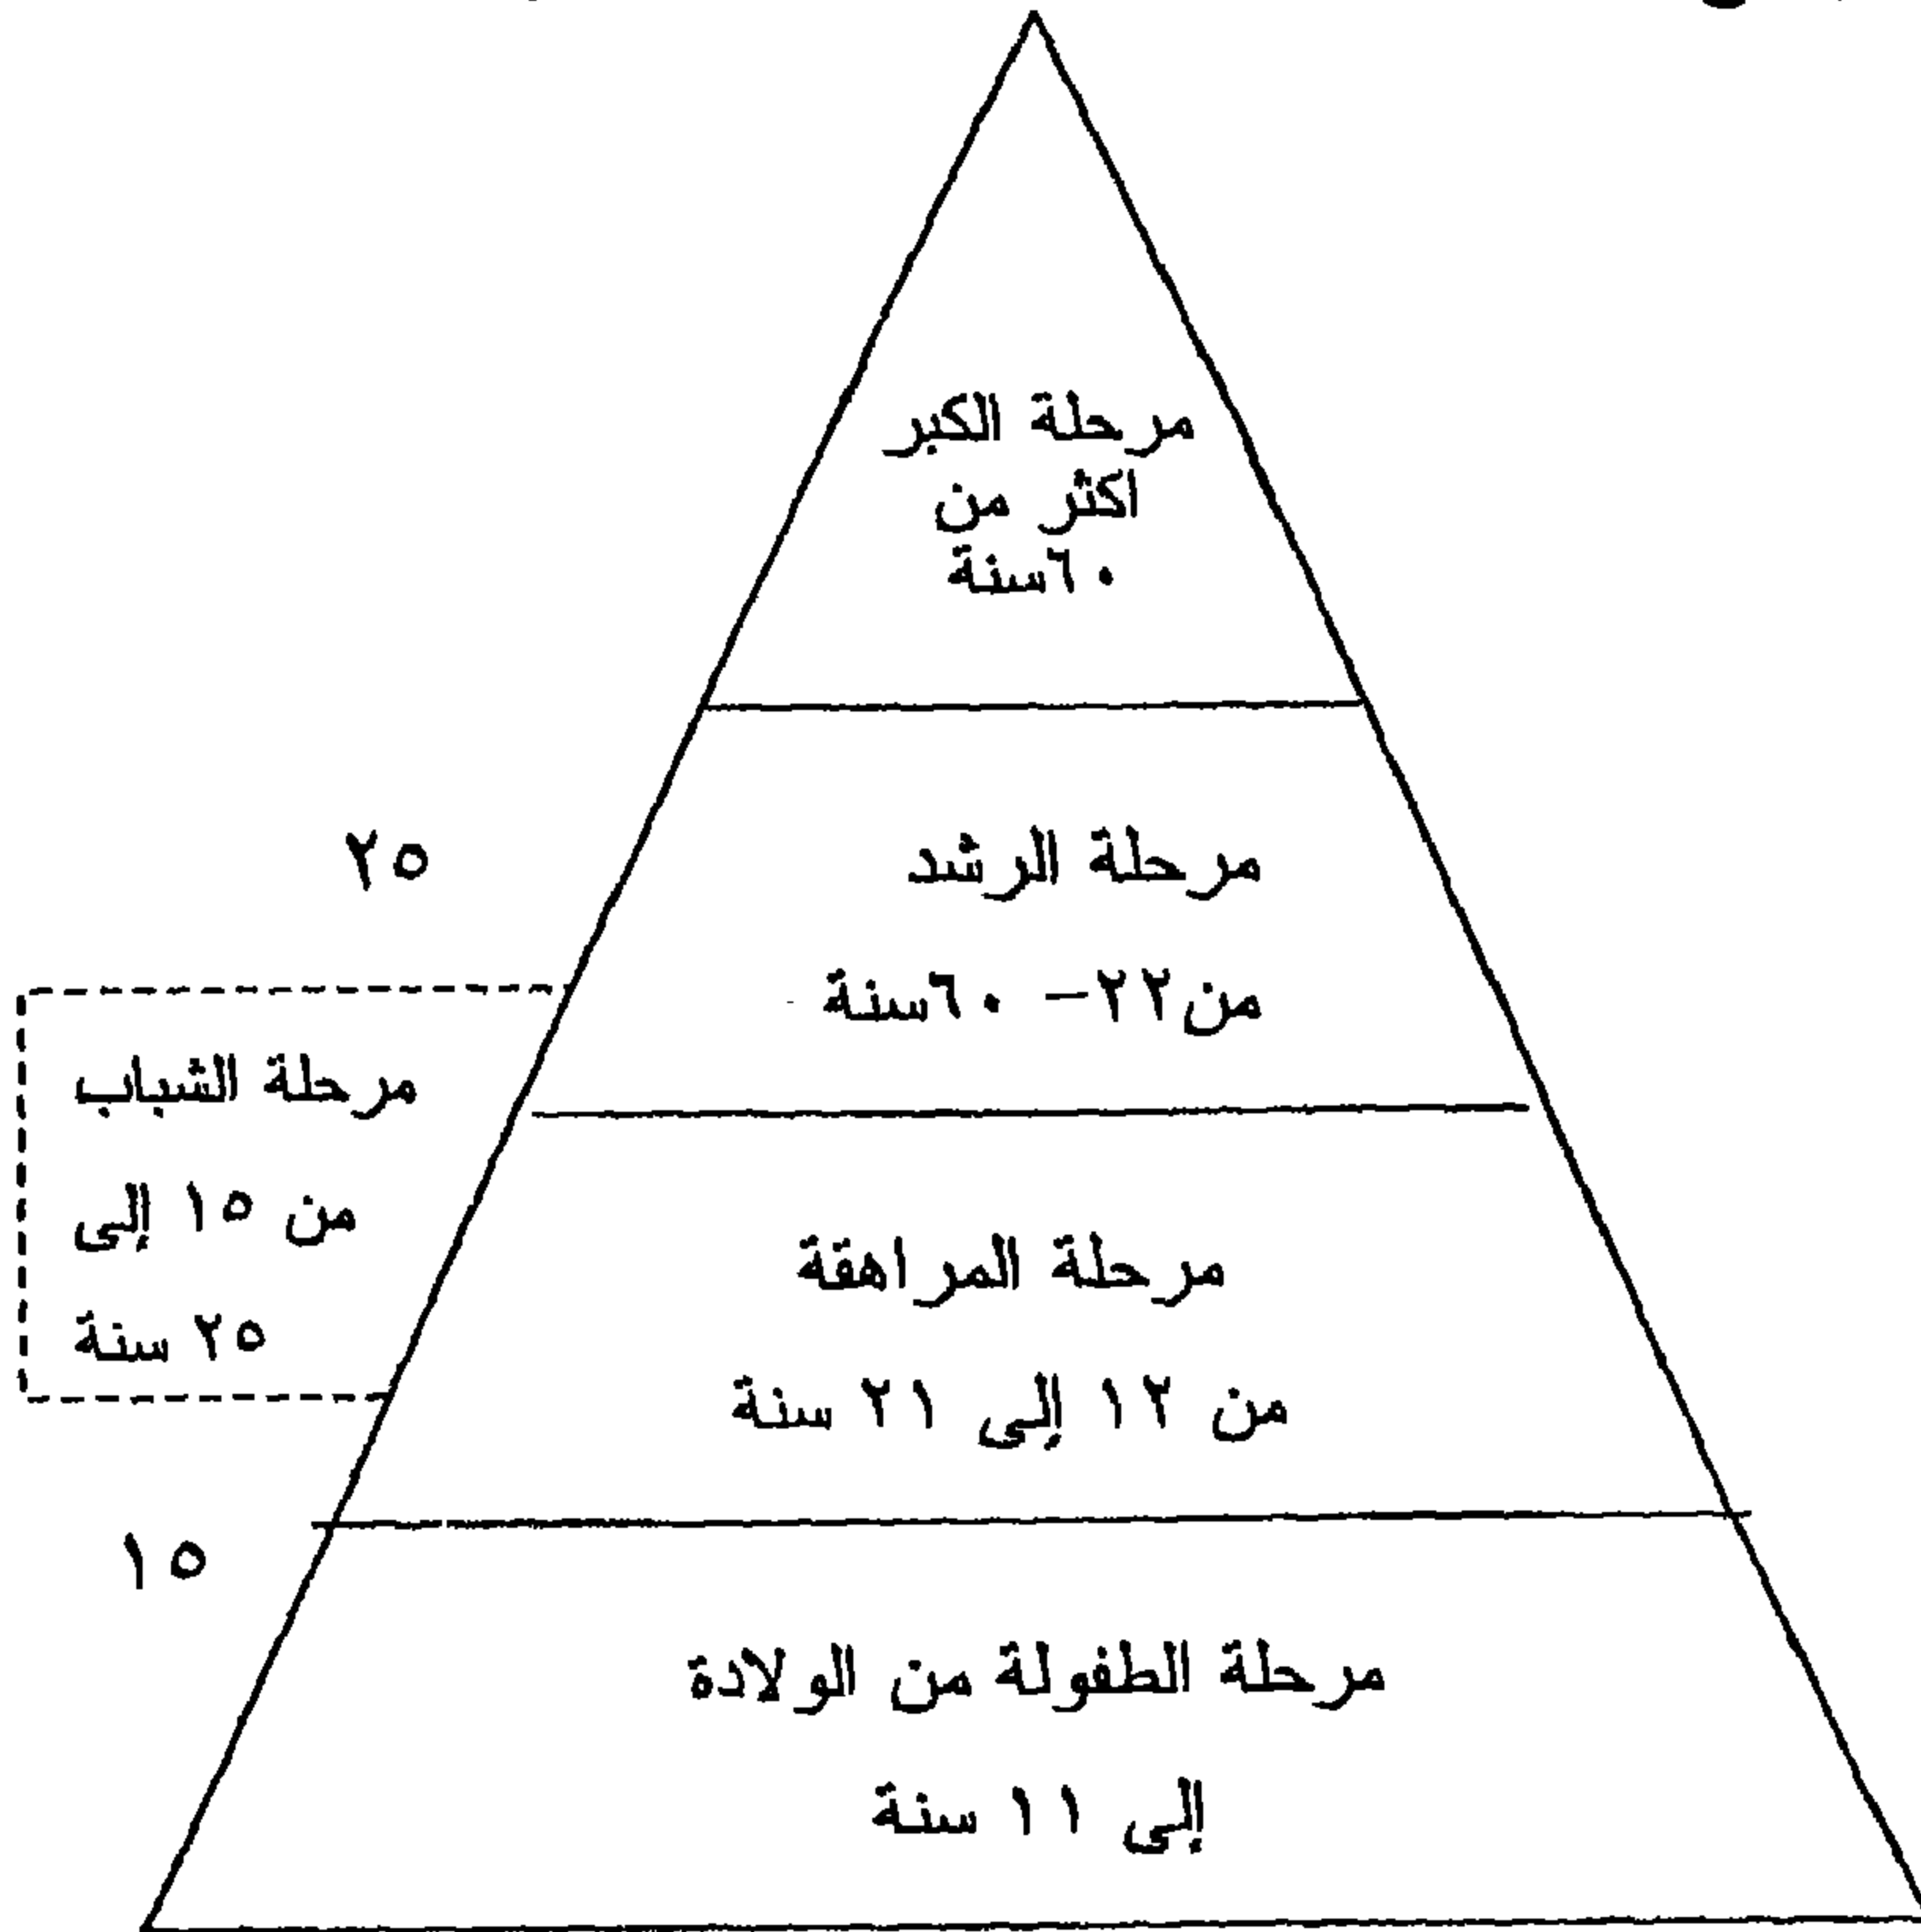 مرحلة الكبر
اكثر من
٦٠سنة
٢٥
مرحلة الرشد
من٢٢– ٦٠سنة
مرحلة الشباب
من ١٥ إلى
٢٥ سنة
مرحلة المراهقة
من ١٢ إلى ٢١ سنة
١٥
مرحلة الطفولة من الولادة
إلى ١١ سنة